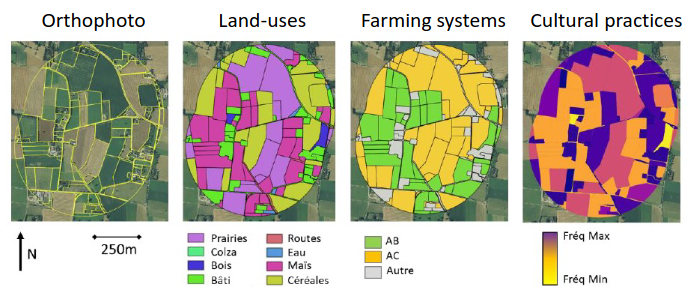 Orthophoto
Land-uses
Farming systems
Cultural practices
N
250m
Prairies
Colza
Bois
Bâti
Routes
Eau
Maïs
Céréales
AB
AC
Autre
Fréq Max
Fréq Min